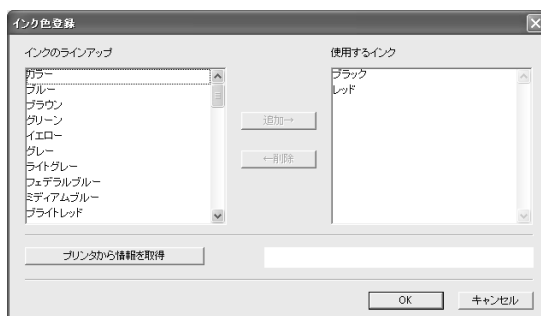 インク色登録
インクのラインアップ
使用するインク
カラー
ブルー
ブラウン
グリーン
イエロー
グレー
ライトグレー
フェデラルブルー
ミディアムブルー
ブライトレッド
追加→
←削除
ブラック
レッド
プリンタから情報を取得
OK
キャンセル